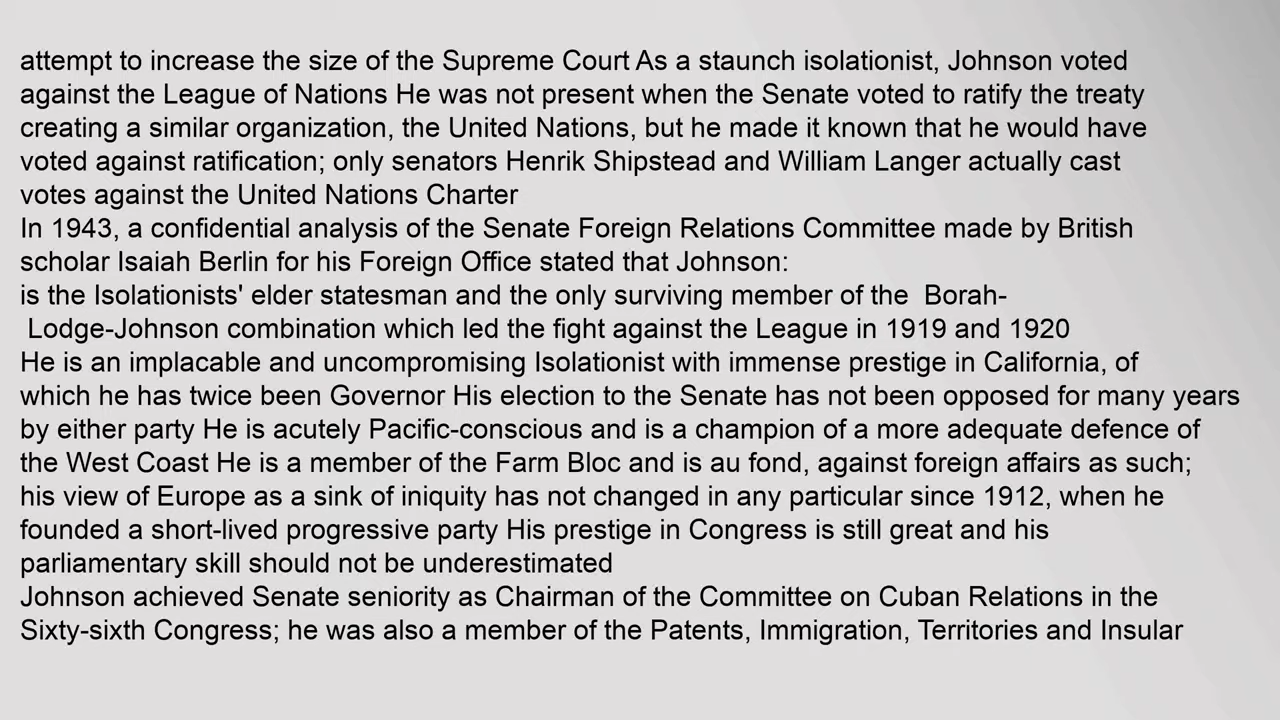 attempt to increase the size of the Supreme Court As a staunch isolationist, Johnson voted
against the League of Nations He was not present when the Senate voted to ratify the treaty
creating a similar organization, the United Nations, but he made it known that he would have
voted against ratification; only senators Henrik Shipstead and William Langer actually cast
votes against the United Nations Charter
In 1943, a confidential analysis of the Senate Foreign Relations Committee made by British
scholar Isaiah Berlin for his Foreign Office stated that Johnson:
is the Isolationists' elder statesman and the only surviving member of the  Borah-
Lodge-Johnson combination which led the fight against the League in 1919 and 1920
He is an implacable and uncompromising Isolationist with immense prestige in California, of
which he has twice been Governor His election to the Senate has not been opposed for many years
by either party He is acutely Pacific-conscious and is a champion of a more adequate defence of
the West Coast He is a member of the Farm Bloc and is au fond, against foreign affairs as such;
his view of Europe as a sink of iniquity has not changed in any particular since 1912, when he
founded a short-lived progressive party His prestige in Congress is still great and his
parliamentary skill should not be underestimated
Johnson achieved Senate seniority as Chairman of the Committee on Cuban Relations in the
Sixty-sixth Congress; he was also a member of the Patents, Immigration, Territories and Insular